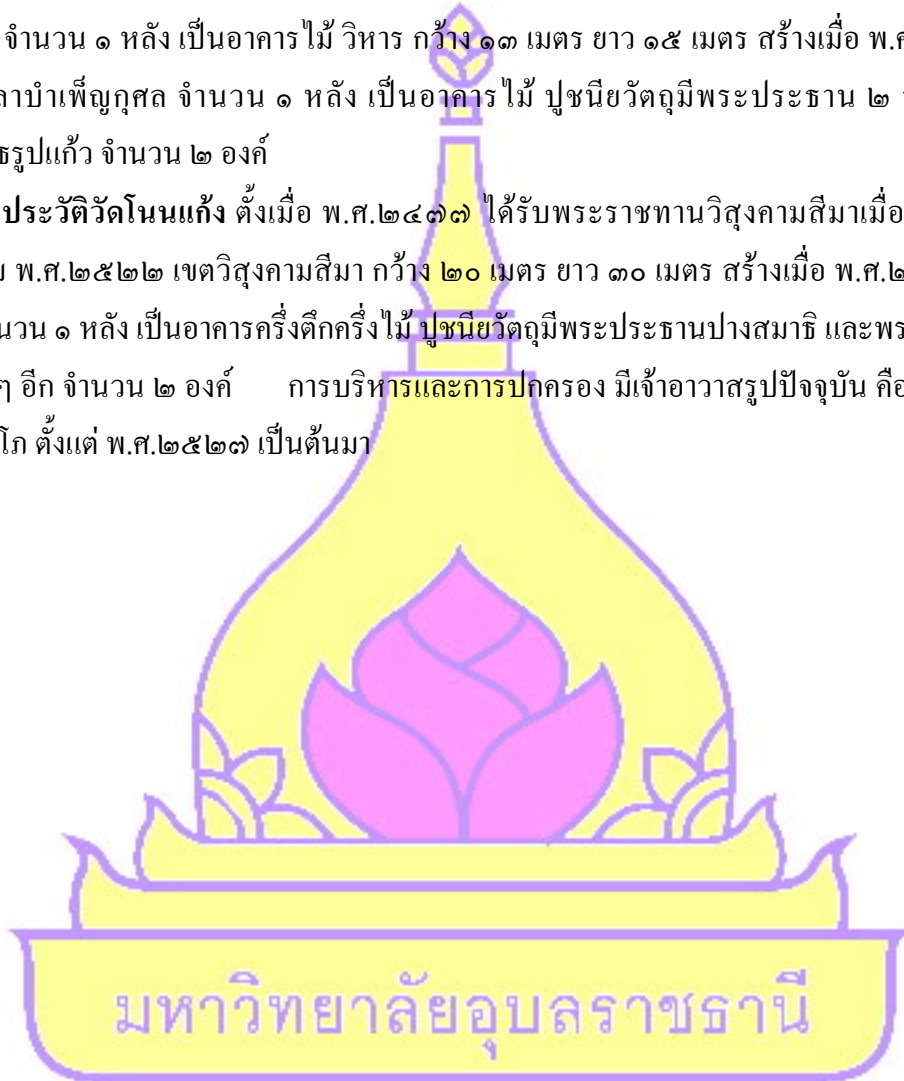 จำนวน ๑ หลัง เป็นอาคารไม้ วิหาร กว้าง ๑๓ เมตร ยาว ๑๕ เมตร สร้างเมื่อ พ.ศ
ลาบำเพ็ญกุศล จำนวน ๑ หลัง เป็นอาคารไม้ ปูชนียวัตถุมีพระประธาน ๒
ธรูปแก้ว จำนวน ๒ องค์
ประวัติวัดโนนแก้ง ตั้งเมื่อ พ.ศ.๒๔๗๗ ได้รับพระราชทานวิสุงคามสีมาเมื่อ
พ.ศ.๒๕๒๒ เขตวิสุงคามสีมา กว้าง ๒๐ เมตร ยาว ๓๐ เมตร สร้างเมื่อ พ.ศ.๒
นวน ๑ หลัง เป็นอาคารครึ่งตึกครึ่งไม้ ปูชนียวัตถุมีพระประธานปางสมาธิ และพร
ๆ อีก จำนวน ๒ องค์ การบริหารและการปกครอง มีเจ้าอาวาสรูปปัจจุบัน คือ
โภ ตั้งแต่ พ.ศ.๒๕๒๗ เป็นต้นมา
มหาวิทยาลัยอุบลราชธานี